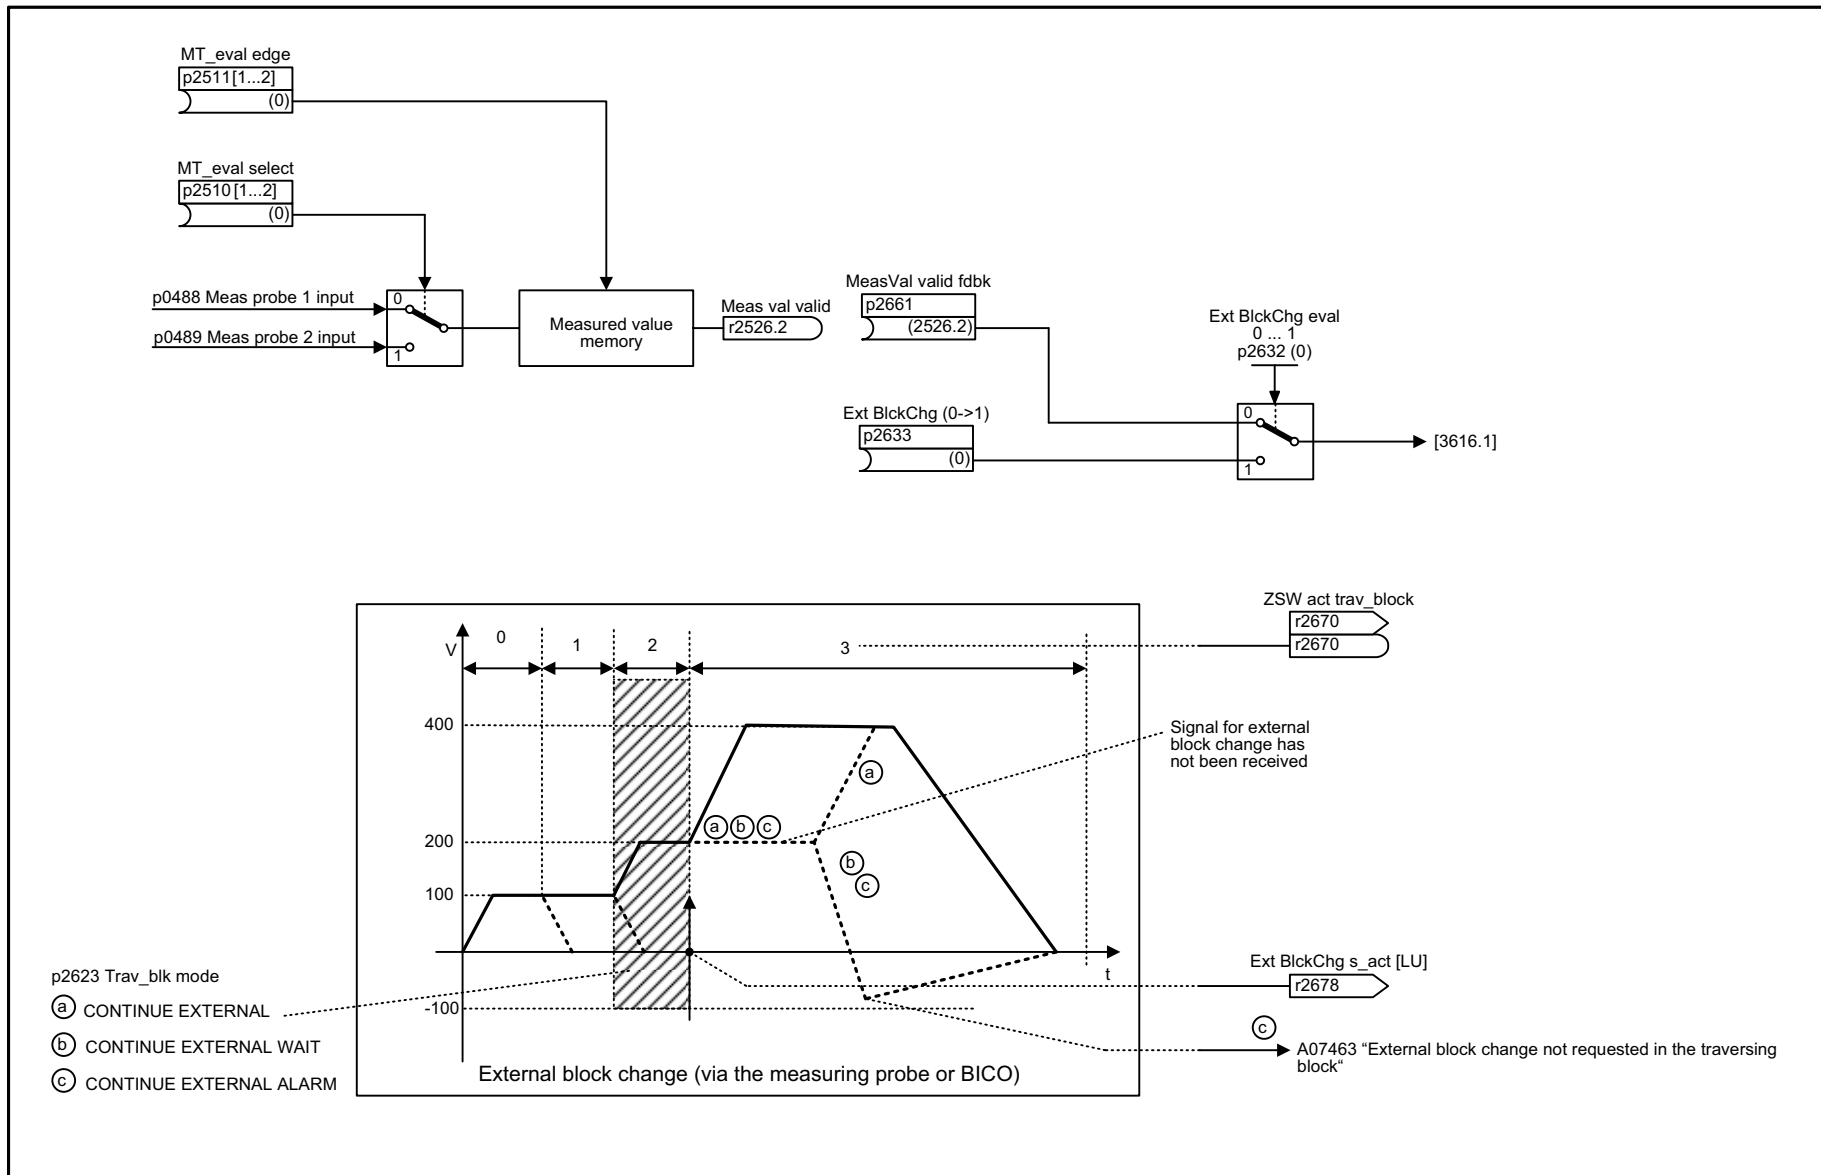 MT_eval edge
p2511[1...2]
(0)
MT_eval select
p2510[1...2]
(0)
p0488 Meas probe 1 input
p0489 Meas probe 2 input
0
1
Measured value
memory
Meas val valid
r2526.2
MeasVal valid fdbk
p2661
(2526.2)
Ext BlckChg (0->1)
p2633
(0)
Ext BlckChg eval
0 ... 1
p2632 (0)
0
1
[3616.1]
ZSW act trav_block
r2670
r2670
V
0
1
2
3
400
200
100
-100
t
a
a b c
b
c
Signal for external
block change has
not been received
p2623 Trav_blk mode
a CONTINUE EXTERNAL
b CONTINUE EXTERNAL WAIT
c CONTINUE EXTERNAL ALARM
External block change (via the measuring probe or BICO)
Ext BlckChg s_act [LU]
r2678
c
A07463 “External block change not requested in the traversing
block“